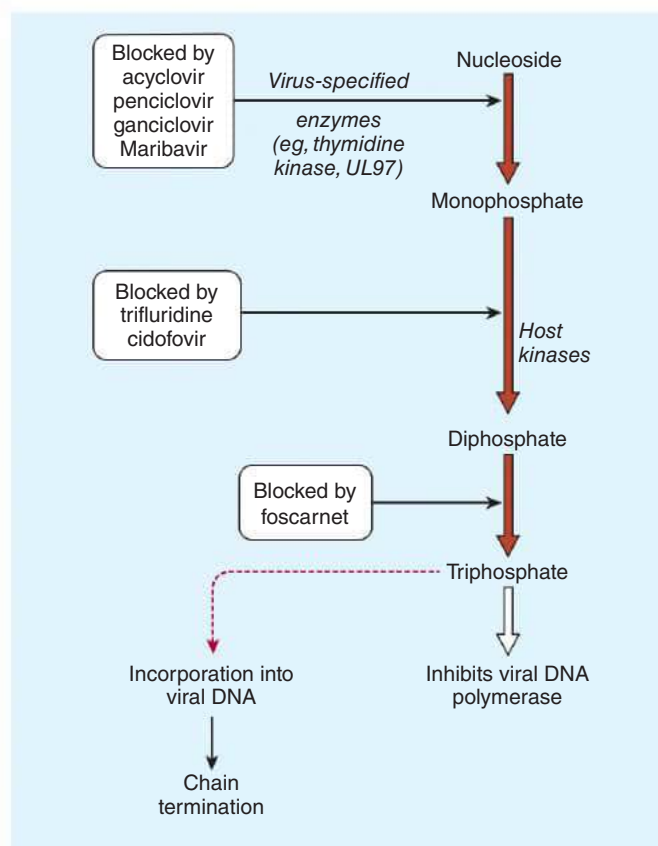 Blocked by
acyclovir
penciclovir
ganciclovir
Maribavir
Virus-specified
enzymes
(eg, thymidine
kinase, UL97)
Nucleoside
Monophosphate
Blocked by
trifluridine
cidofovir
Host
kinases
Diphosphate
Blocked by
foscarnet
Triphosphate
Incorporation into
viral DNA
Inhibits viral DNA
polymerase
Chain
termination